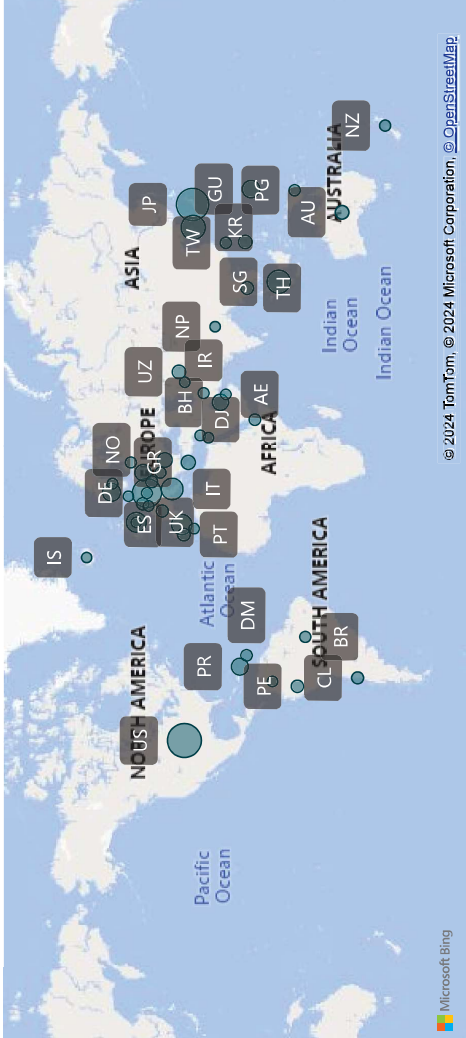 IS
NO
DE
UZ
JP
ASIA
NORTH AMERICA
US
ES
EUROPE
GR
BH
NP
TW
GU
UK
IR
KR
PG
Pacific
Ocean
PR
Atlantic
Ocean
PT
IT
DJ
SG
PE
DM
AFRICA
AE
TH
CL
SOUTH AMERICA
BR
Indian
Ocean
AU
AUSTRALIA
NZ
Indian Ocean
Microsoft Bing
© 2024 TomTom, © 2024 Microsoft Corporation, © OpenStreetMap